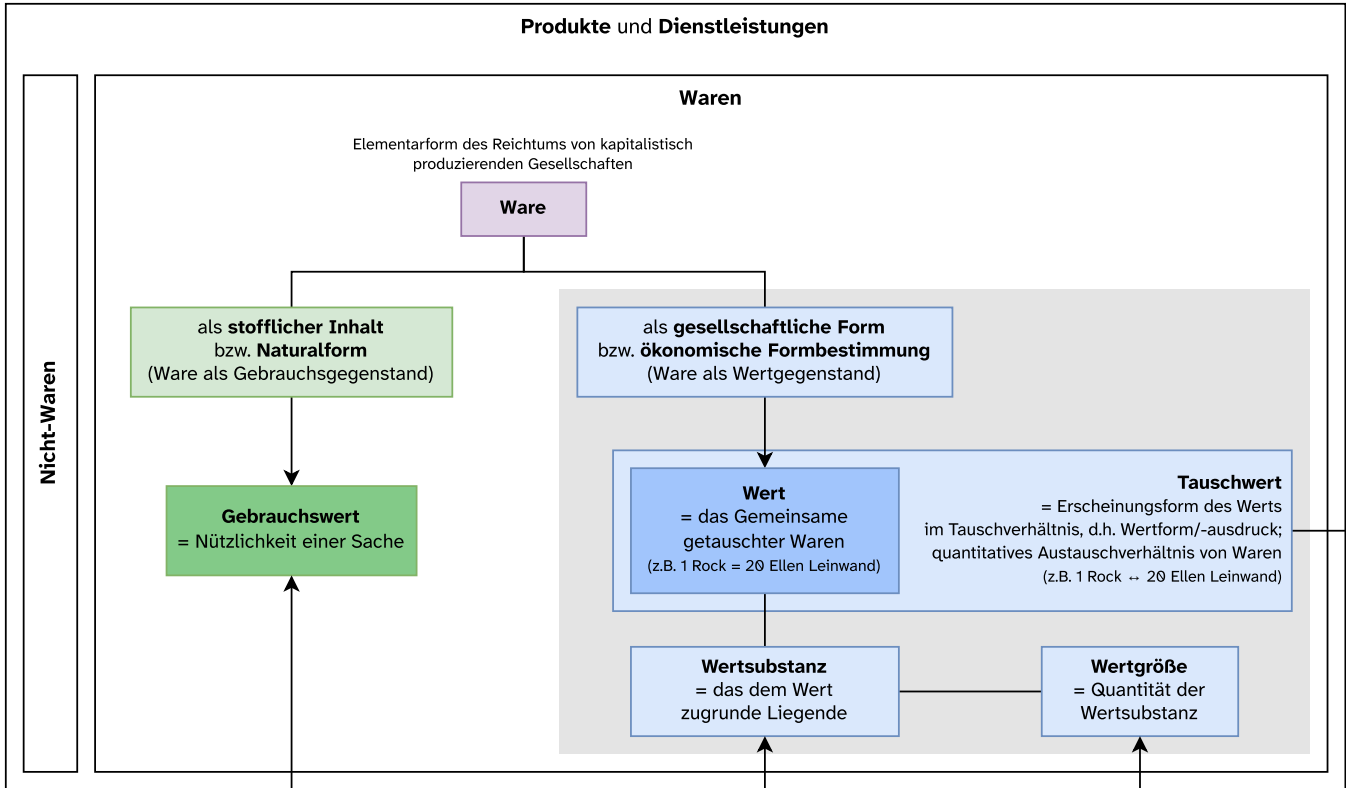 Produkte und Dienstleistungen
Nicht-Waren
Waren
Elementarform des Reichtums von kapitalistisch
produzierenden Gesellschaften
Ware
als stofflicher Inhalt
bzw. Naturalform
(Ware als Gebrauchsgegenstand)
als gesellschaftliche Form
bzw. ökonomische Formbestimmung
(Ware als Wertgegenstand)
Gebrauchswert
= Nützlichkeit einer Sache
Wert
= das Gemeinsame
getauschter Waren
(z.B. 1 Rock = 20 Ellen Leinwand)
Tauschwert
= Erscheinungsform des Werts
im Tauschverhältnis, d.h. Wertform/-ausdruck;
quantitatives Austauschverhältnis von Waren
(z.B. 1 Rock ↔ 20 Ellen Leinwand)
Wertsubstanz
= das dem Wert
zugrunde Liegende
Wertgröße
= Quantität der
Wertsubstanz